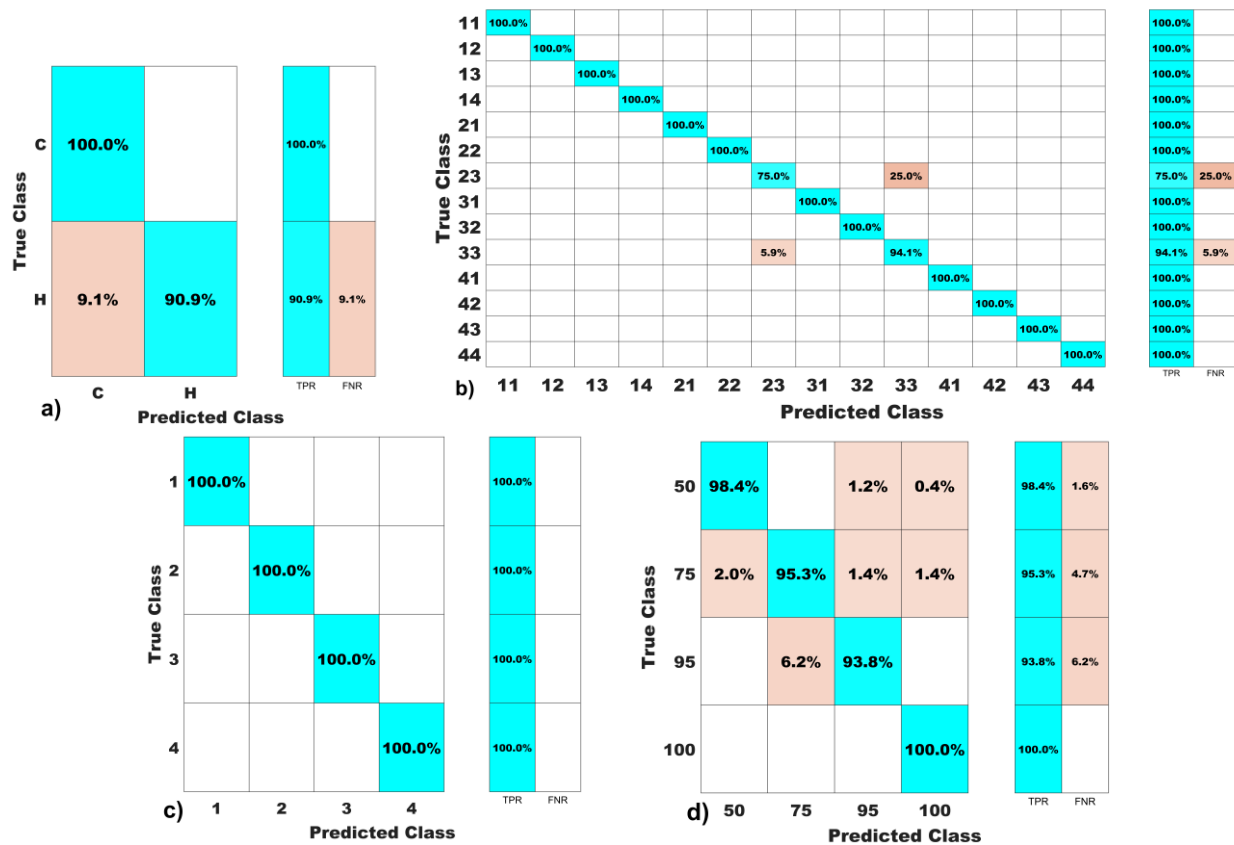 True Class
C
100.0%
100.0%
H
9.1% 90.9%
90.9% 9.1%
C H
TPR FNR
Predicted Class
a)
True Class
11 100.0% 100.0%
12 100.0% 100.0%
13 100.0% 100.0%
14 100.0% 100.0%
21 100.0% 100.0%
22 100.0% 100.0%
23 75.0% 25.0% 75.0% 25.0%
31 100.0% 100.0%
32 100.0% 100.0%
33 5.9% 94.1% 94.1% 5.9%
41 100.0% 100.0%
42 100.0% 100.0%
43 100.0% 100.0%
44 100.0% 100.0%
11 12 13 14 21 22 23 31 32 33 41 42 43 44
TPR FNR
Predicted Class
b)
True Class
1 100.0% 100.0%
2 100.0% 100.0%
3 100.0% 100.0%
4 100.0% 100.0%
1 2 3 4
TPR FNR
Predicted Class
c)
True Class
50 98.4% 1.2% 0.4% 98.4% 1.6%
75 2.0% 95.3% 1.4% 1.4% 95.3% 4.7%
95 6.2% 93.8% 93.8% 6.2%
100 100.0% 100.0%
50 75 95 100
TPR FNR
Predicted Class
d)